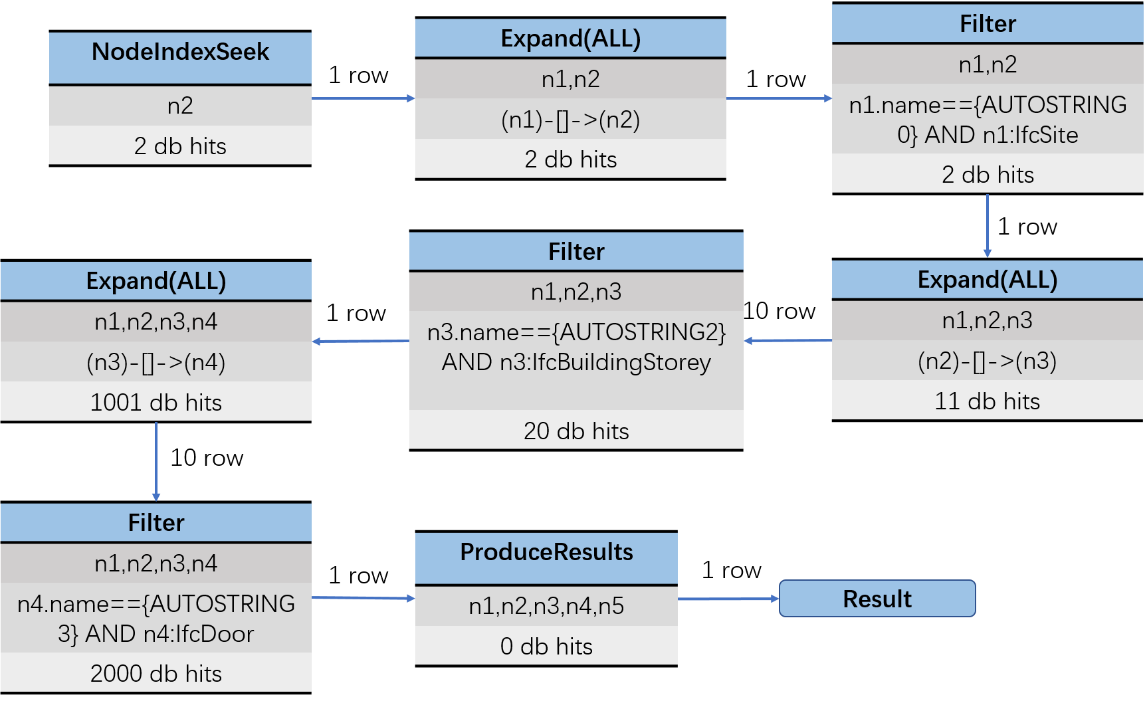 NodeIndexSeek
n2
2 db hits
1 row
Expand(ALL)
n1,n2
(n1)-[]->(n2)
2 db hits
1 row
Filter
n1,n2
n1.name=={AUTOSTRING
0} AND n1:IfcSite
2 db hits
1 row
Expand(ALL)
n1,n2,n3
(n2)-[]->(n3)
11 db hits
10 row
Filter
n1,n2,n3
n3.name=={AUTOSTRING2}
AND n3:IfcBuildingStorey
20 db hits
1 row
Expand(ALL)
n1,n2,n3,n4
(n3)-[]->(n4)
1001 db hits
10 row
Filter
n1,n2,n3,n4
n4.name=={AUTOSTRING
3} AND n4:IfcDoor
2000 db hits
1 row
ProduceResults
n1,n2,n3,n4,n5
0 db hits
1 row
Result